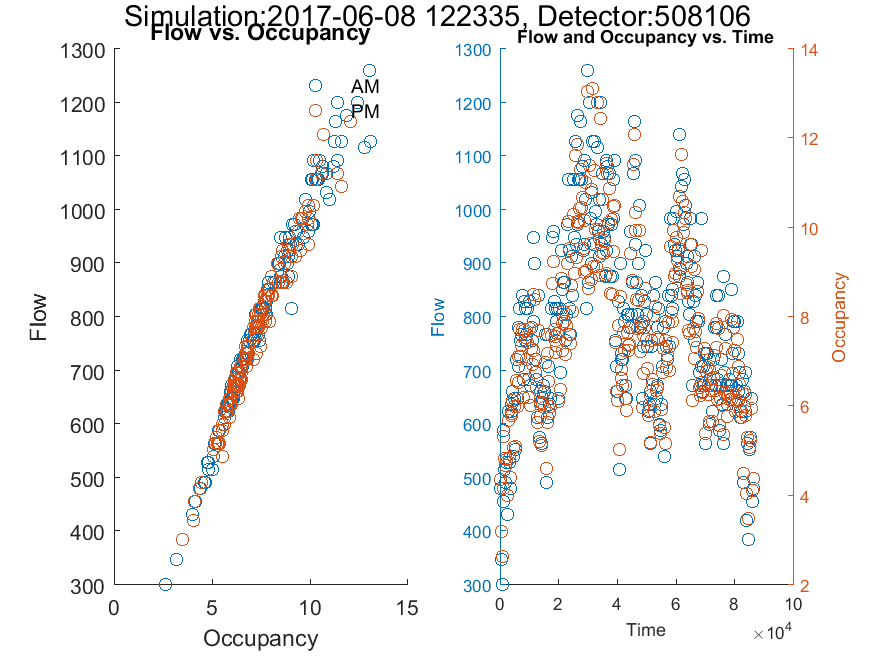 Simulation:2017-06-08 122335, Detector:508106
Flow vs. Occupancy
1300
1200
1100
1000
900
800
700
600
500
400
300
0 5 10 15
Flow
Occupancy
AM
PM
Flow and Occupancy vs. Time
1300
1200
1100
1000
900
800
700
600
500
400
300
Flow
0 2 4 6 8 10
×10^4
Time
14
12
10
8
6
4
2
Occupancy